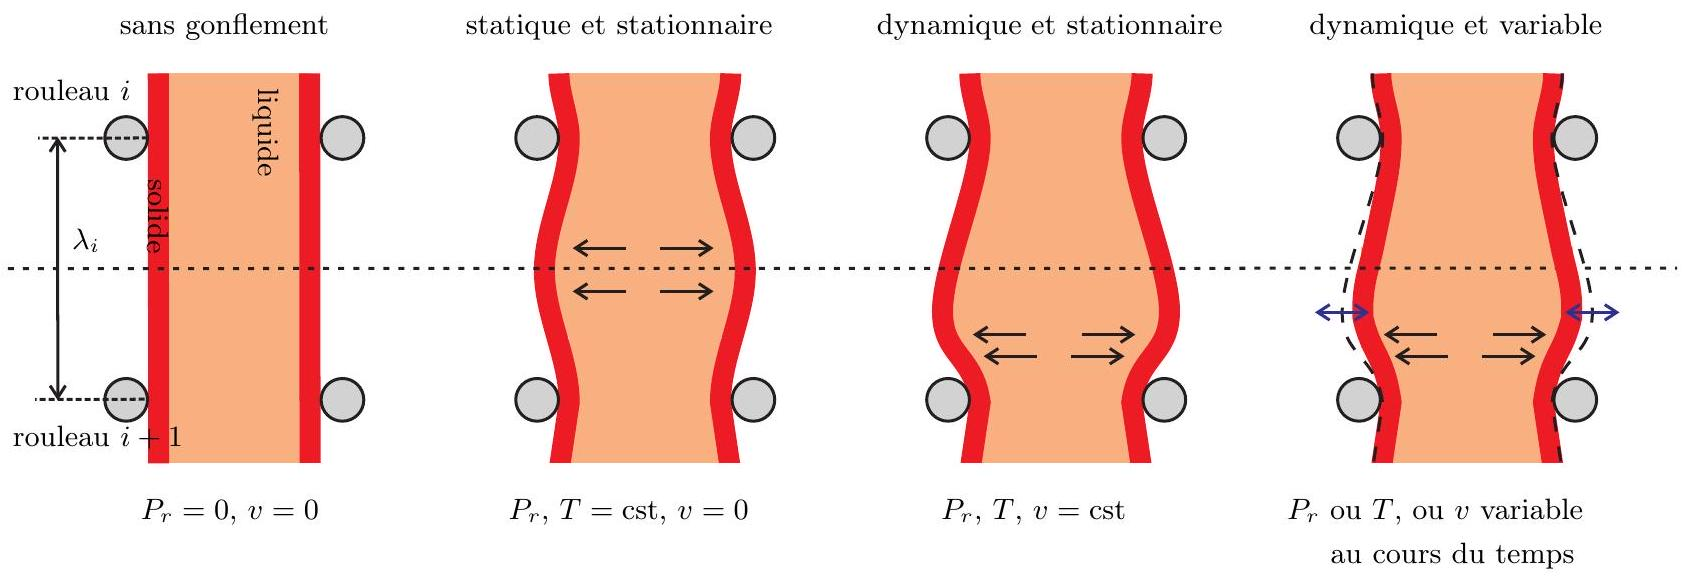 sans gonflement
statique et stationnaire
dynamique et stationnaire
dynamique et variable
rouleau i
liquide
solide
λi
rouleau i + 1
Pr = 0, v = 0
Pr, T = cst, v = 0
Pr, T, v = cst
Pr ou T, ou v variable
au cours du temps